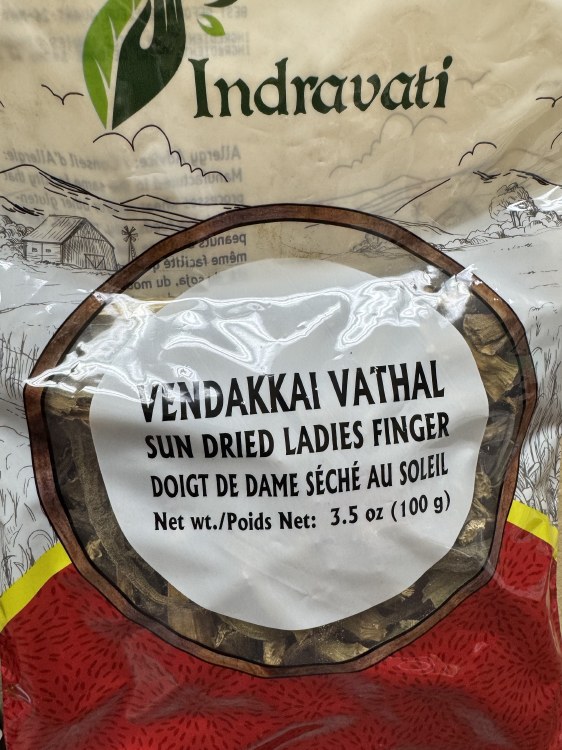 Indravati
VENDAKKAI VATHAL
SUN DRIED LADIES FINGER
DOIGT DE DAME SÉCHÉ AU SOLEIL
Net wt./Poids Net: 3.5 oz (100 g)